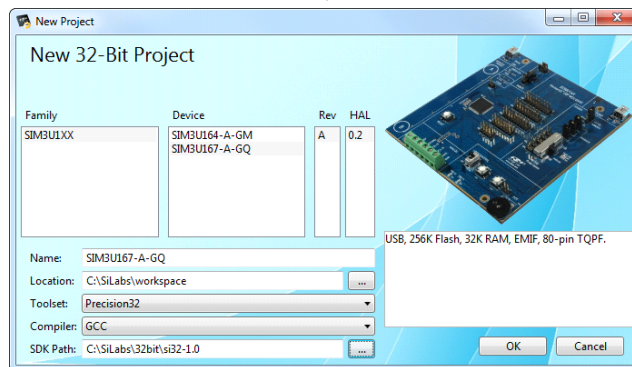 New Project
New 32-Bit Project
Family Device Rev HAL
SIM3U1XX SIM3U164-A-GM A 0.2
SIM3U167-A-GQ
USB, 256K Flash, 32K RAM, EMIF, 80-pin TQPF.
Name: SIM3U167-A-GQ
Location: C:\SiLabs\workspace ...
Toolset: Precision32
Compiler: GCC
SDK Path: C:\SiLabs\32bit\si32-1.0 ...
OK Cancel